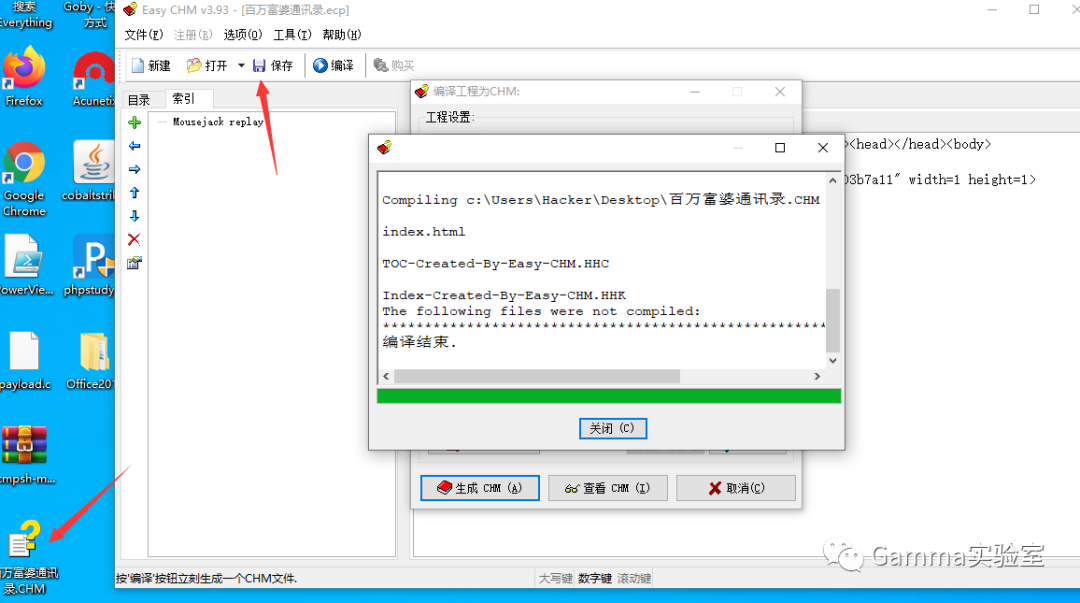 搜索
Everything
Goby - 快
方式
Firefox
Acunetix
Google
Chrome
cobaltstril
PowerVie...
phpstudy
payload.c
Office201
cmpsh-m...
百万富婆通讯
录.CHM
Easy CHM v3.93 - [百万富婆通讯录.ecp]
文件(F) 注册(R) 选项(O) 工具(T) 帮助(H)
新建 打开 保存 编译 购买
目录 索引
Mousejack replay
编译工程为CHM:
工程设置:
><head></head><body>
03b7a11" width=1 height=1>
Compiling c:\Users\Hacker\Desktop\百万富婆通讯录.CHM
index.html
TOC-Created-By-Easy-CHM.HHC
Index-Created-By-Easy-CHM.HHK
The following files were not compiled:
****************************************************
编译结束.
关闭 (C)
生成 CHM (A) 查看 CHM (I) 取消(C)
按'编译'按钮立刻生成一个CHM文件. 大写键 数字键 滚动键
Gamma实验室